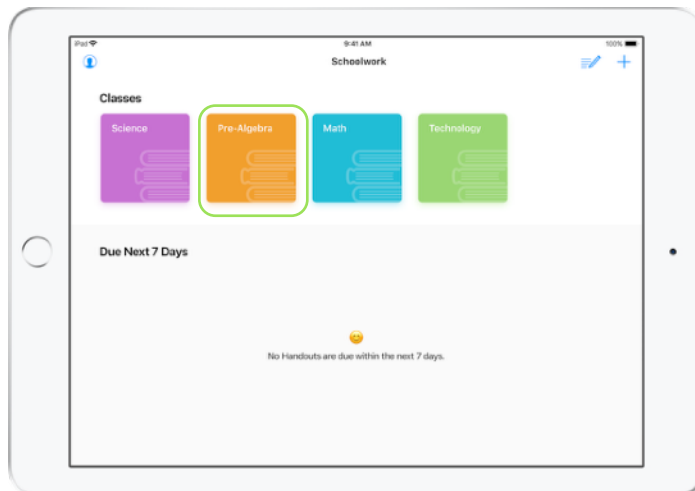 iPad 9:41 AM 100%
Schoolwork
Classes
Science Pre-Algebra Math Technology
Due Next 7 Days
No Handouts are due within the next 7 days.